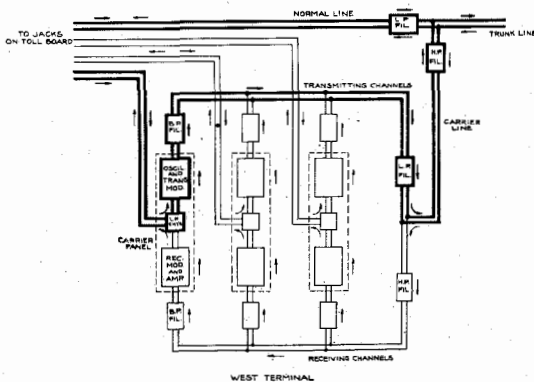 NORMAL LINE
L.P.
FIL.
TRUNK LINE
TO JACKS
ON TOLL BOARD
H.P.
FIL.
TRANSMITTING CHANNELS
CARRIER
LINE
B.P.
FIL.
OSCIL.
AND
TRANS
MOD
L.P.
FIL.
CARRIER
PANEL
REC.
MOD
AND
AMP.
H.P.
FIL.
B.P.
FIL.
RECEIVING CHANNELS
WEST TERMINAL